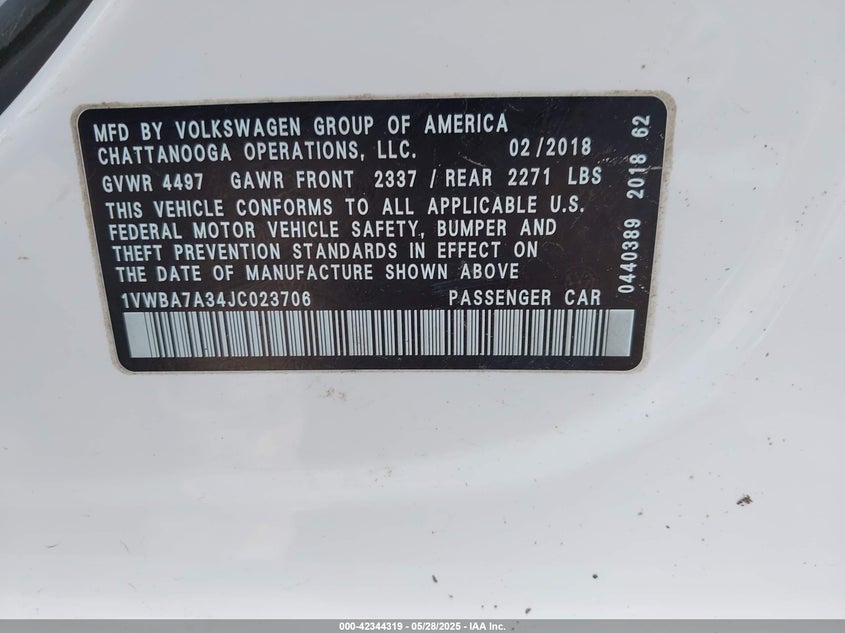 MFD BY VOLKSWAGEN GROUP OF AMERICA
CHATTANOOGA OPERATIONS, LLC. 02/2018
GVWR 4497 GAWR FRONT 2337 / REAR 2271 LBS
THIS VEHICLE CONFORMS TO ALL APPLICABLE U.S.
FEDERAL MOTOR VEHICLE SAFETY, BUMPER AND
THEFT PREVENTION STANDARDS IN EFFECT ON
THE DATE OF MANUFACTURE SHOWN ABOVE
1VWBA7A34JC023706 PASSENGER CAR
0440389 2018 62
000-42344319 | 05/28/2025 - IAA Inc.